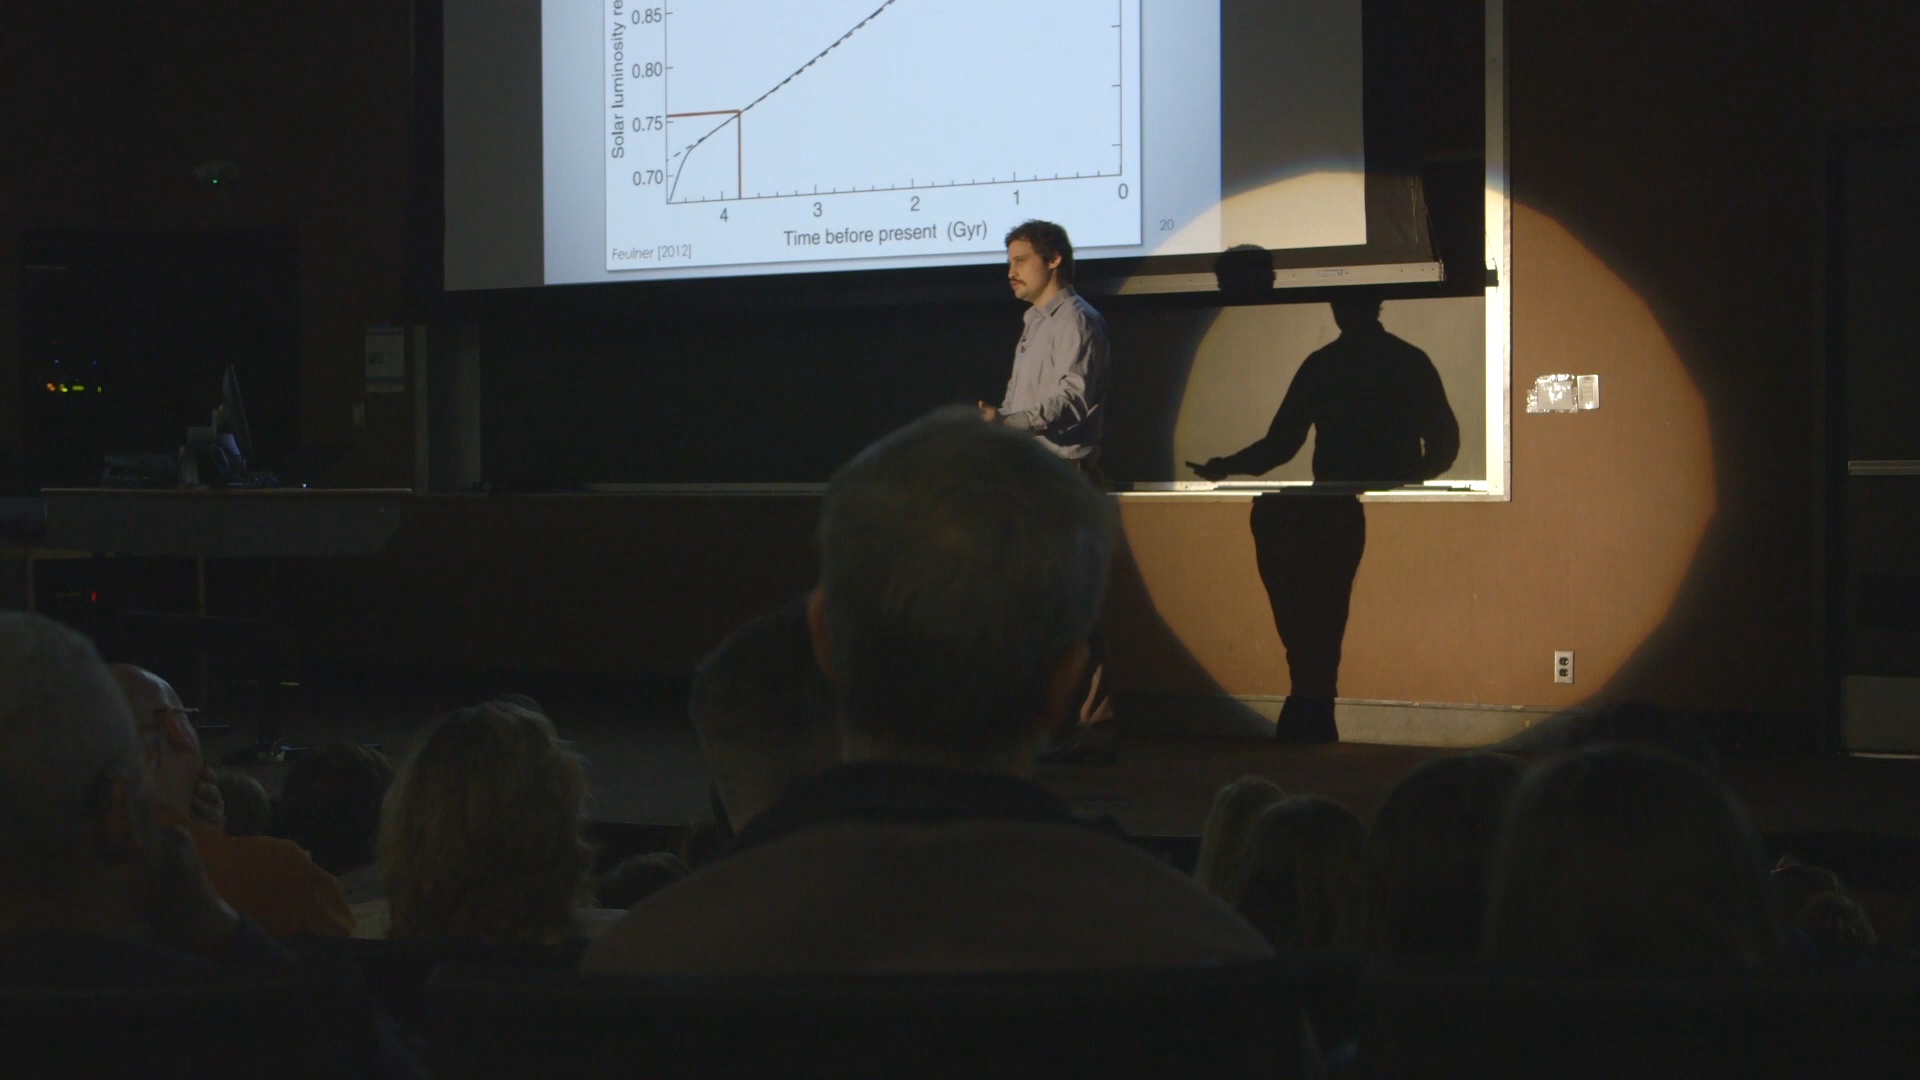 0.85
Solar luminosity re
0.80
0.75
0.70
4 3 2 1 0
Time before present (Gyr)
Feulner [2012]
20